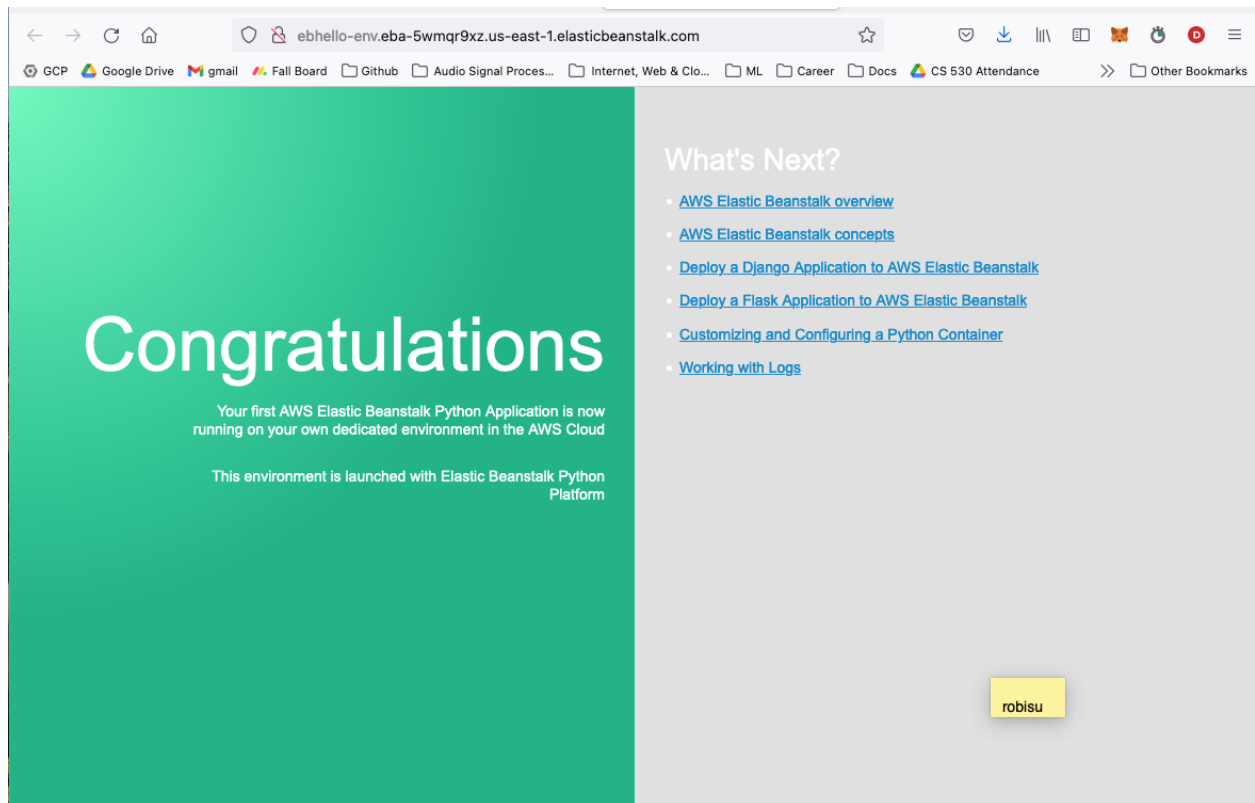 ebhello-env.eba-5wmqr9xz.us-east-1.elasticbeanstalk.com
GCP Google Drive gmail Fall Board Github Audio Signal Proces... Internet, Web & Clo... ML Career Docs CS 530 Attendance Other Bookmarks
Congratulations
Your first AWS Elastic Beanstalk Python Application is now
running on your own dedicated environment in the AWS Cloud
This environment is launched with Elastic Beanstalk Python
Platform
What's Next?
AWS Elastic Beanstalk overview
AWS Elastic Beanstalk concepts
Deploy a Django Application to AWS Elastic Beanstalk
Deploy a Flask Application to AWS Elastic Beanstalk
Customizing and Configuring a Python Container
Working with Logs
robisu